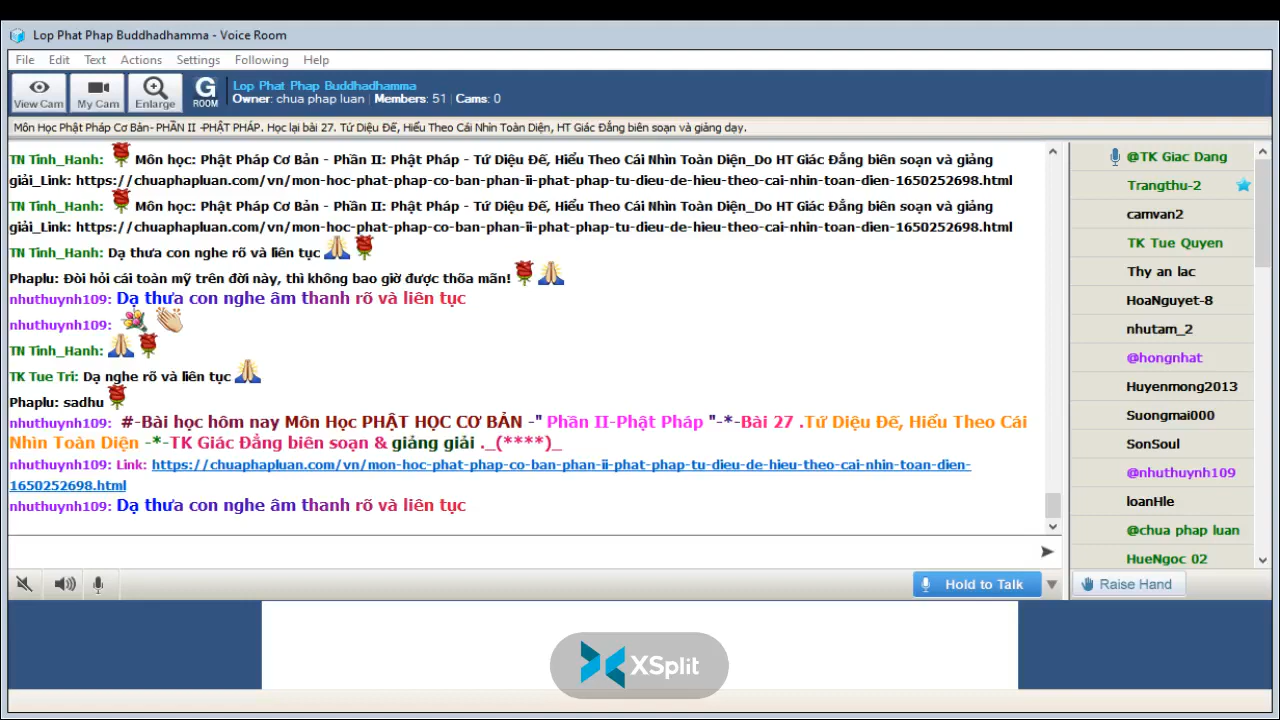 Lop Phat Phap Buddhadhamma - Voice Room
File Edit Text Actions Settings Following Help
View Cam My Cam Enlarge G ROOM
Lop Phat Phap Buddhadhamma
Owner: chua phap luan | Members: 51 | Cams: 0
Môn Học Phật Pháp Cơ Bản- PHẦN II -PHẬT PHÁP. Học lại bài 27. Tứ Diệu Đế, Hiểu Theo Cái Nhìn Toàn Diện, HT Giác Đẳng biên soạn và giảng dạy.
TN Tinh_Hanh: Môn học: Phật Pháp Cơ Bản - Phần II: Phật Pháp - Tứ Diệu Đế, Hiểu Theo Cái Nhìn Toàn Diện_Do HT Giác Đẳng biên soạn và giảng
giải_Link: https://chuaphapluan.com/vn/mon-hoc-phat-phap-co-ban-phan-ii-phat-phap-tu-dieu-de-hieu-theo-cai-nhin-toan-dien-1650252698.html
TN Tinh_Hanh: Môn học: Phật Pháp Cơ Bản - Phần II: Phật Pháp - Tứ Diệu Đế, Hiểu Theo Cái Nhìn Toàn Diện_Do HT Giác Đẳng biên soạn và giảng
giải_Link: https://chuaphapluan.com/vn/mon-hoc-phat-phap-co-ban-phan-ii-phat-phap-tu-dieu-de-hieu-theo-cai-nhin-toan-dien-1650252698.html
TN Tinh_Hanh: Dạ thưa con nghe rõ và liên tục
Phaplu: Đòi hỏi cái toàn mỹ trên đời này, thì không bao giờ được thõa mãn!
nhuthuynh109: Dạ thưa con nghe âm thanh rõ và liên tục
nhuthuynh109:
TN Tinh_Hanh:
TK Tue Tri: Dạ nghe rõ và liên tục
Phaplu: sadhu
nhuthuynh109: #-Bài học hôm nay Môn Học PHẬT HỌC CƠ BẢN -" Phần II-Phật Pháp "-*-Bài 27 .Tứ Diệu Đế, Hiểu Theo Cái
Nhìn Toàn Diện -*-TK Giác Đẳng biên soạn & giảng giải ._(****)_
nhuthuynh109: Link: https://chuaphapluan.com/vn/mon-hoc-phat-phap-co-ban-phan-ii-phat-phap-tu-dieu-de-hieu-theo-cai-nhin-toan-dien-
1650252698.html
nhuthuynh109: Dạ thưa con nghe âm thanh rõ và liên tục
@TK Giac Dang
Trangthu-2
camvan2
TK Tue Quyen
Thy an lac
HoaNguyet-8
nhutam_2
@hongnhat
Huyenmong2013
Suongmai000
SonSoul
@nhuthuynh109
loanHle
@chua phap luan
HueNgoc 02
Hold to Talk
Raise Hand
XSplit